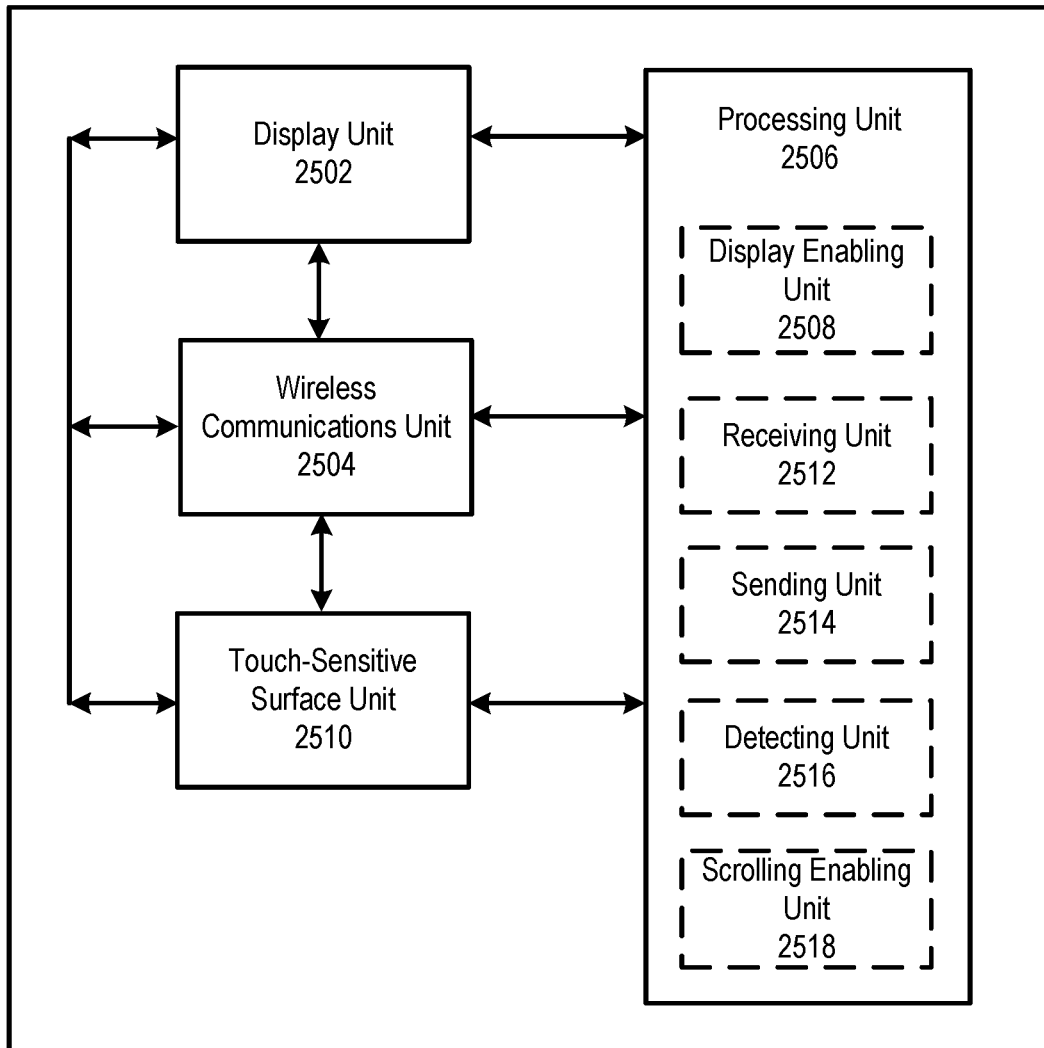 Display Unit
2502
Wireless
Communications Unit
2504
Touch-Sensitive
Surface Unit
2510
Processing Unit
2506
Display Enabling
Unit
2508
Receiving Unit
2512
Sending Unit
2514
Detecting Unit
2516
Scrolling Enabling
Unit
2518